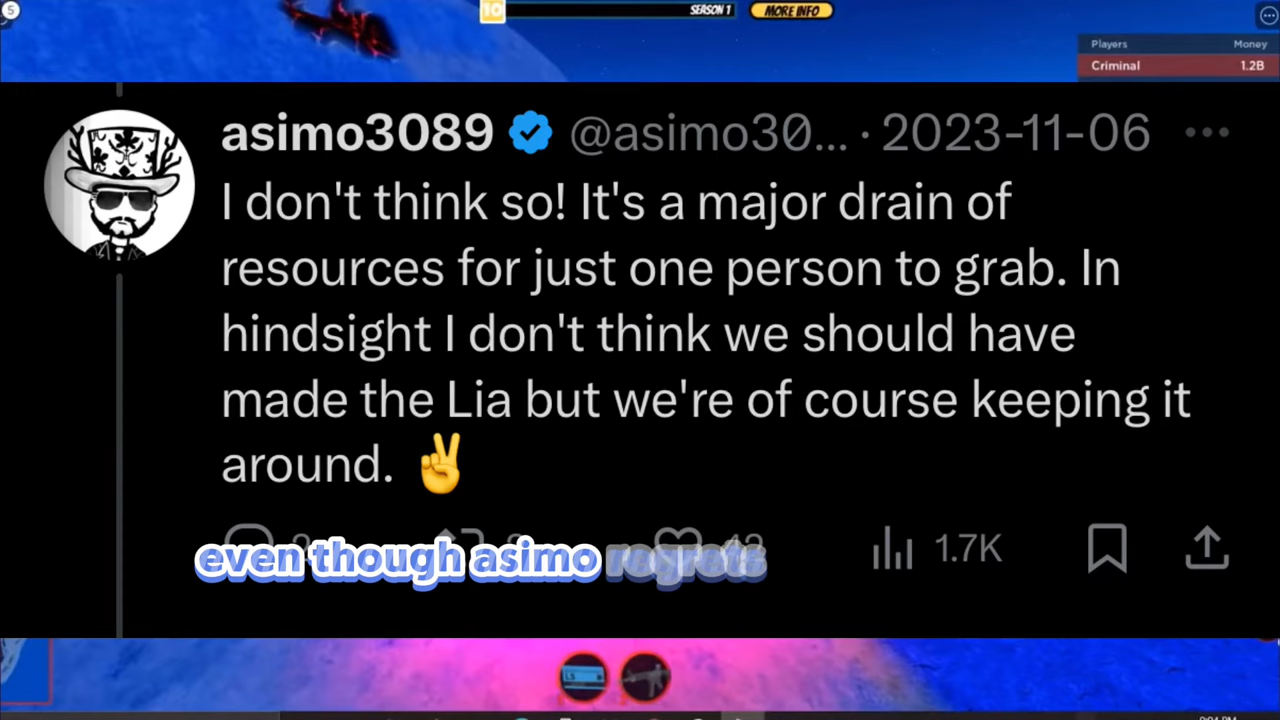 5
10
SEASON 1
MORE INFO
Players Money
Criminal 1.2B
asimo3089 @asimo30... · 2023-11-06
I don't think so! It's a major drain of
resources for just one person to grab. In
hindsight I don't think we should have
made the Lia but we're of course keeping it
around. ✌️
1.7K
even though asimo regrets